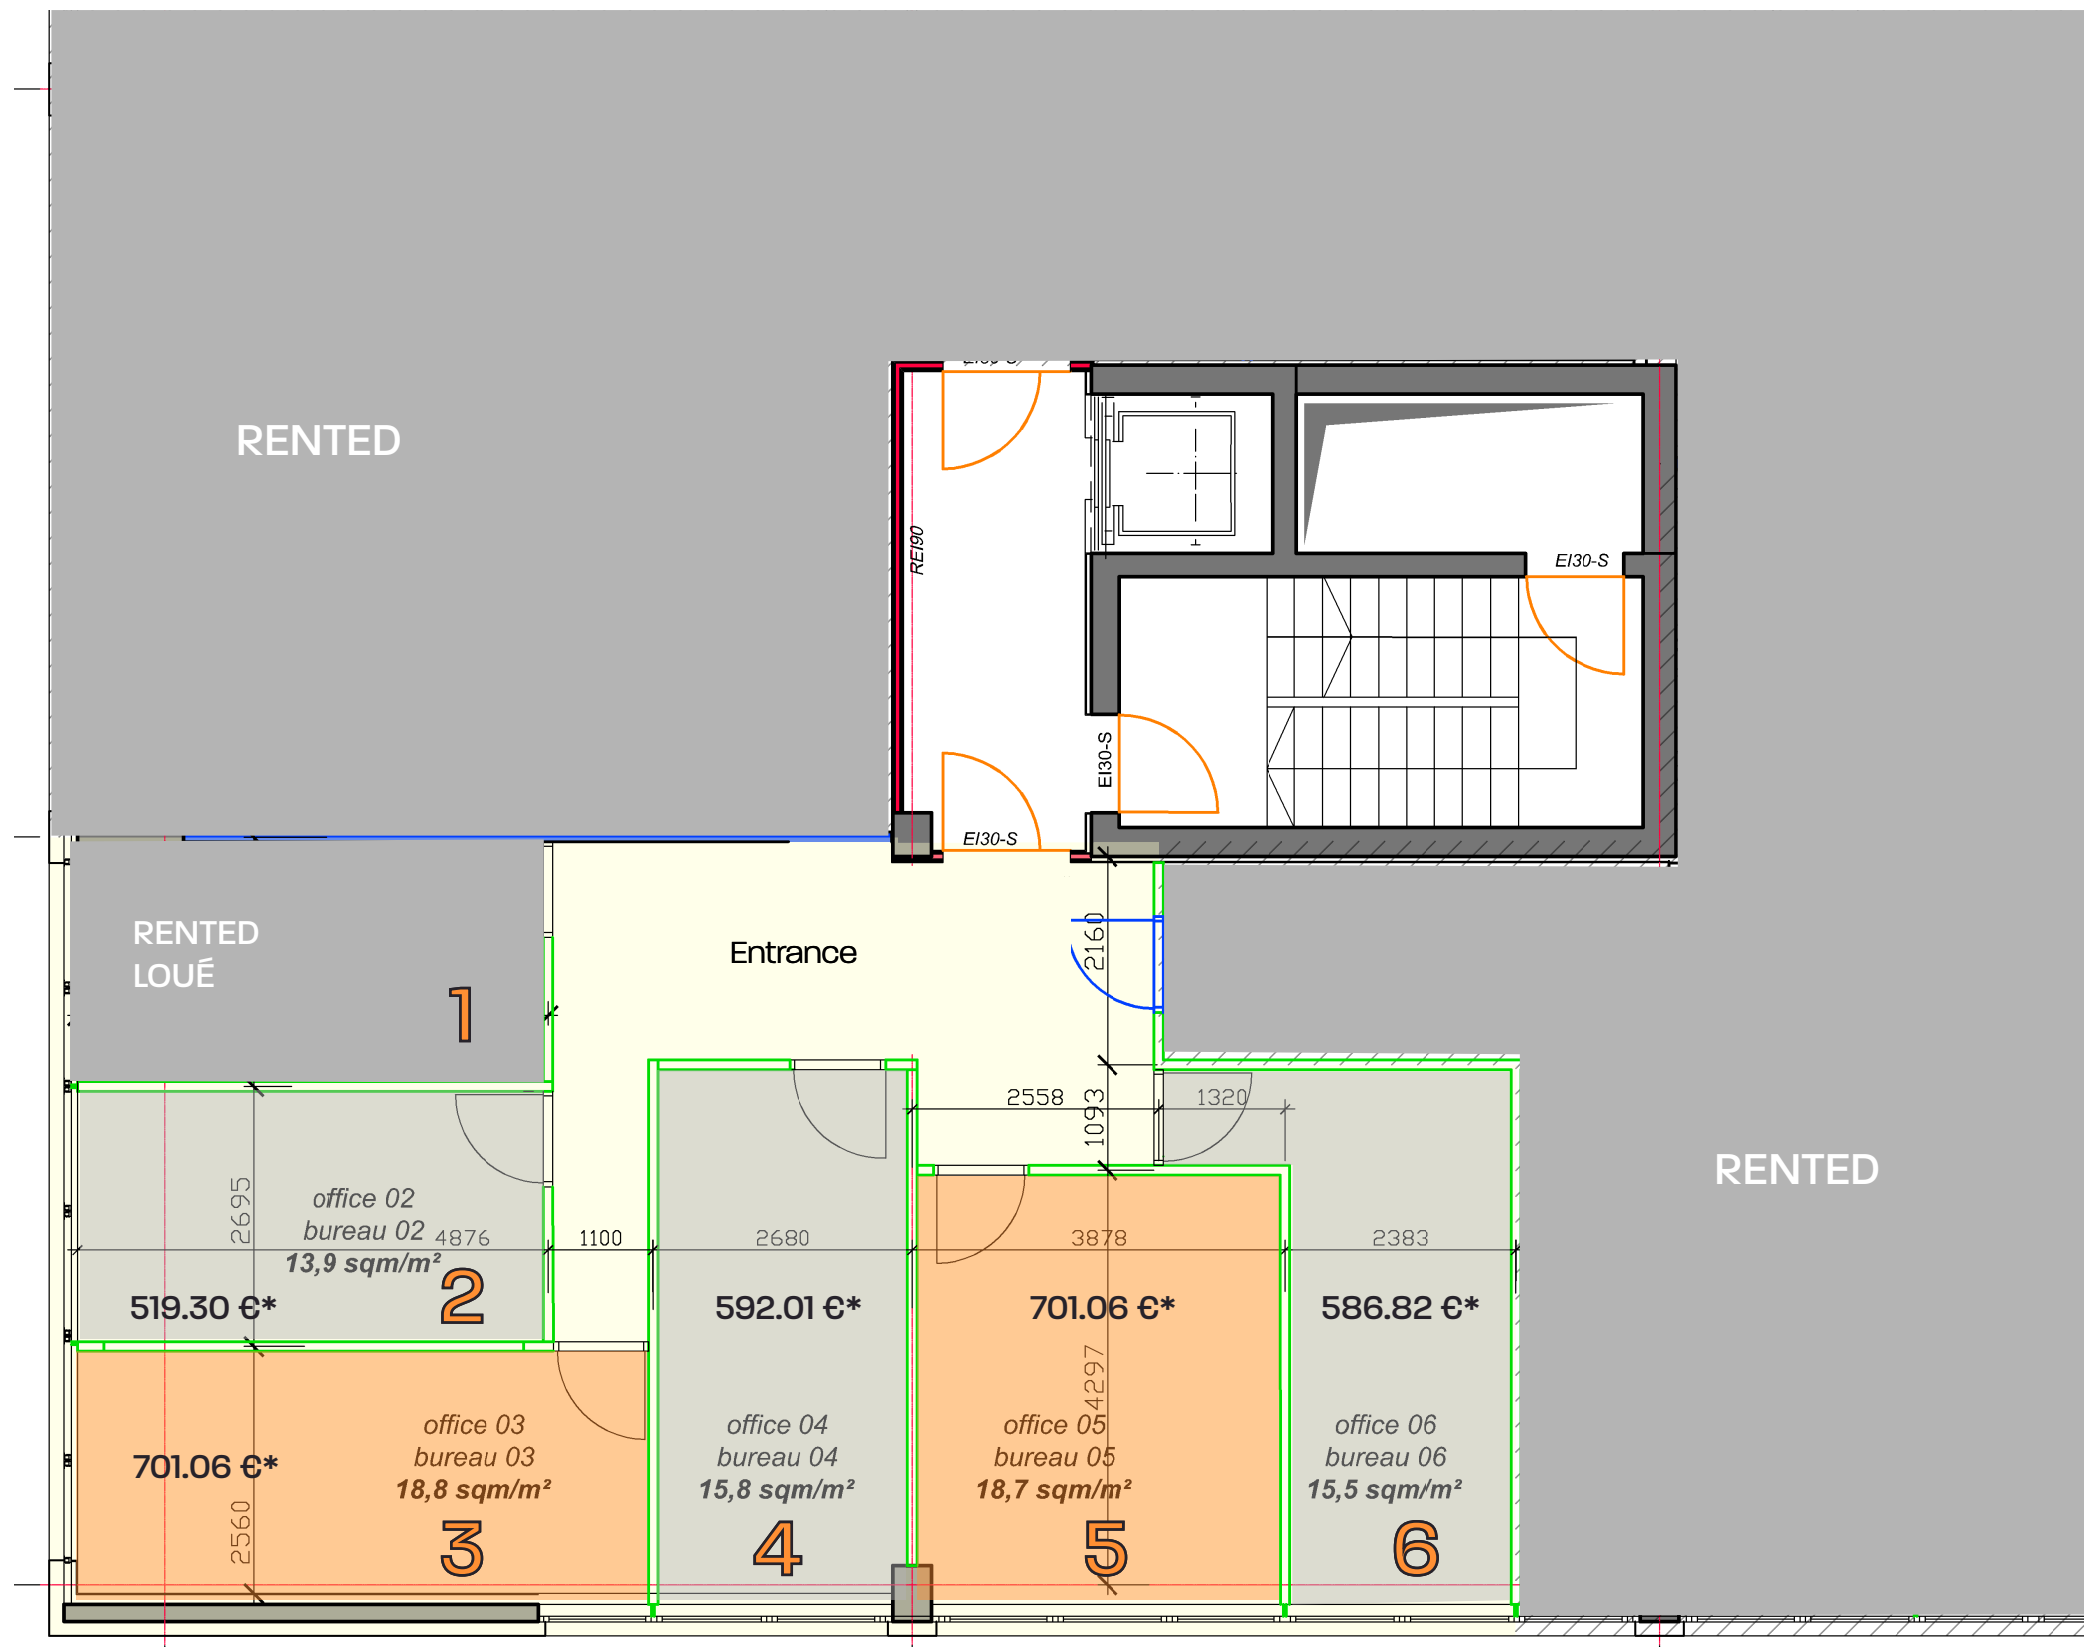 RENTED
REI90
EI30-S
EI30-S
EI30-S
RENTED
LOUÉ
1
Entrance
2160
2558
1093
1320
RENTED
office 02
bureau 02
13,9 sqm/m²
2695
4876
1100
2680
3878
2383
519.30 €*
2
592.01 €*
701.06 €*
586.82 €*
4297
office 03
bureau 03
18,8 sqm/m²
701.06 €*
2560
3
office 04
bureau 04
15,8 sqm/m²
4
office 05
bureau 05
18,7 sqm/m²
5
office 06
bureau 06
15,5 sqm/m²
6